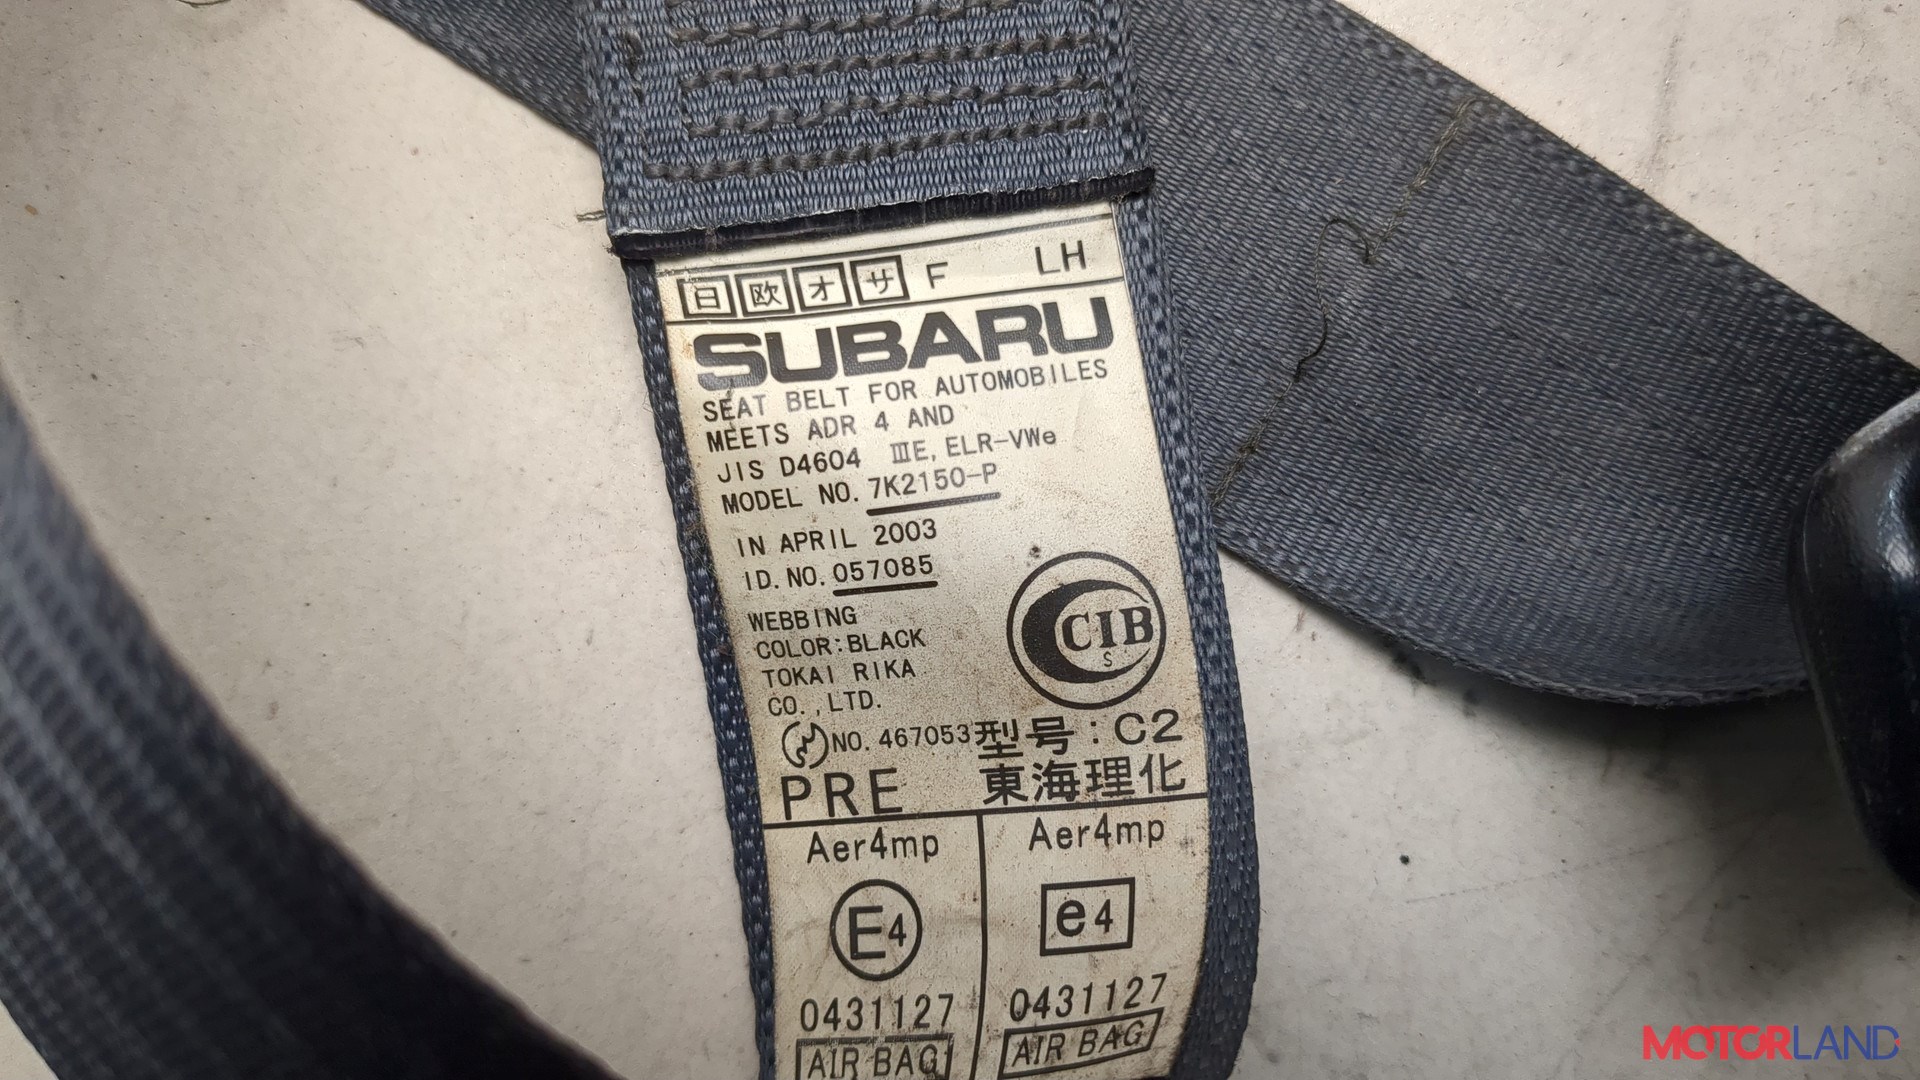 日 欧 オ サ F LH
SUBARU
SEAT BELT FOR AUTOMOBILES
MEETS ADR 4 AND
JIS D4604 ⅢE, ELR-VWe
MODEL NO. 7K2150-P
IN APRIL 2003
ID. NO. 057085
WEBBING
COLOR:BLACK
TOKAI RIKA
CO.,LTD.
CCIB
S
NO. 467053
型号:C2
PRE
東海理化
Aer4mp
E4
0431127
AIR BAG
Aer4mp
e4
0431127
AIR BAG
MOTORLAND